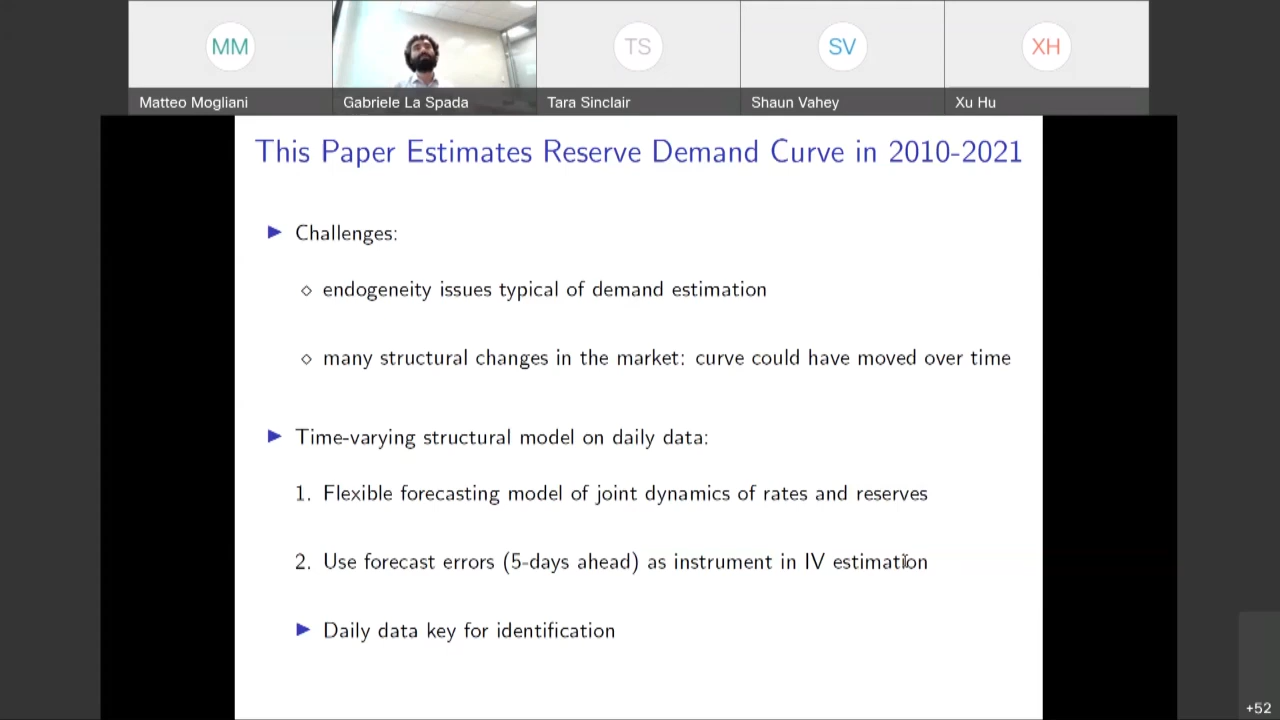 MM
TS
SV
XH
Matteo Mogliani
Gabriele La Spada
Tara Sinclair
Shaun Vahey
Xu Hu
This Paper Estimates Reserve Demand Curve in 2010-2021
Challenges:
endogeneity issues typical of demand estimation
many structural changes in the market: curve could have moved over time
Time-varying structural model on daily data:
1. Flexible forecasting model of joint dynamics of rates and reserves
2. Use forecast errors (5-days ahead) as instrument in IV estimation
Daily data key for identification
+52